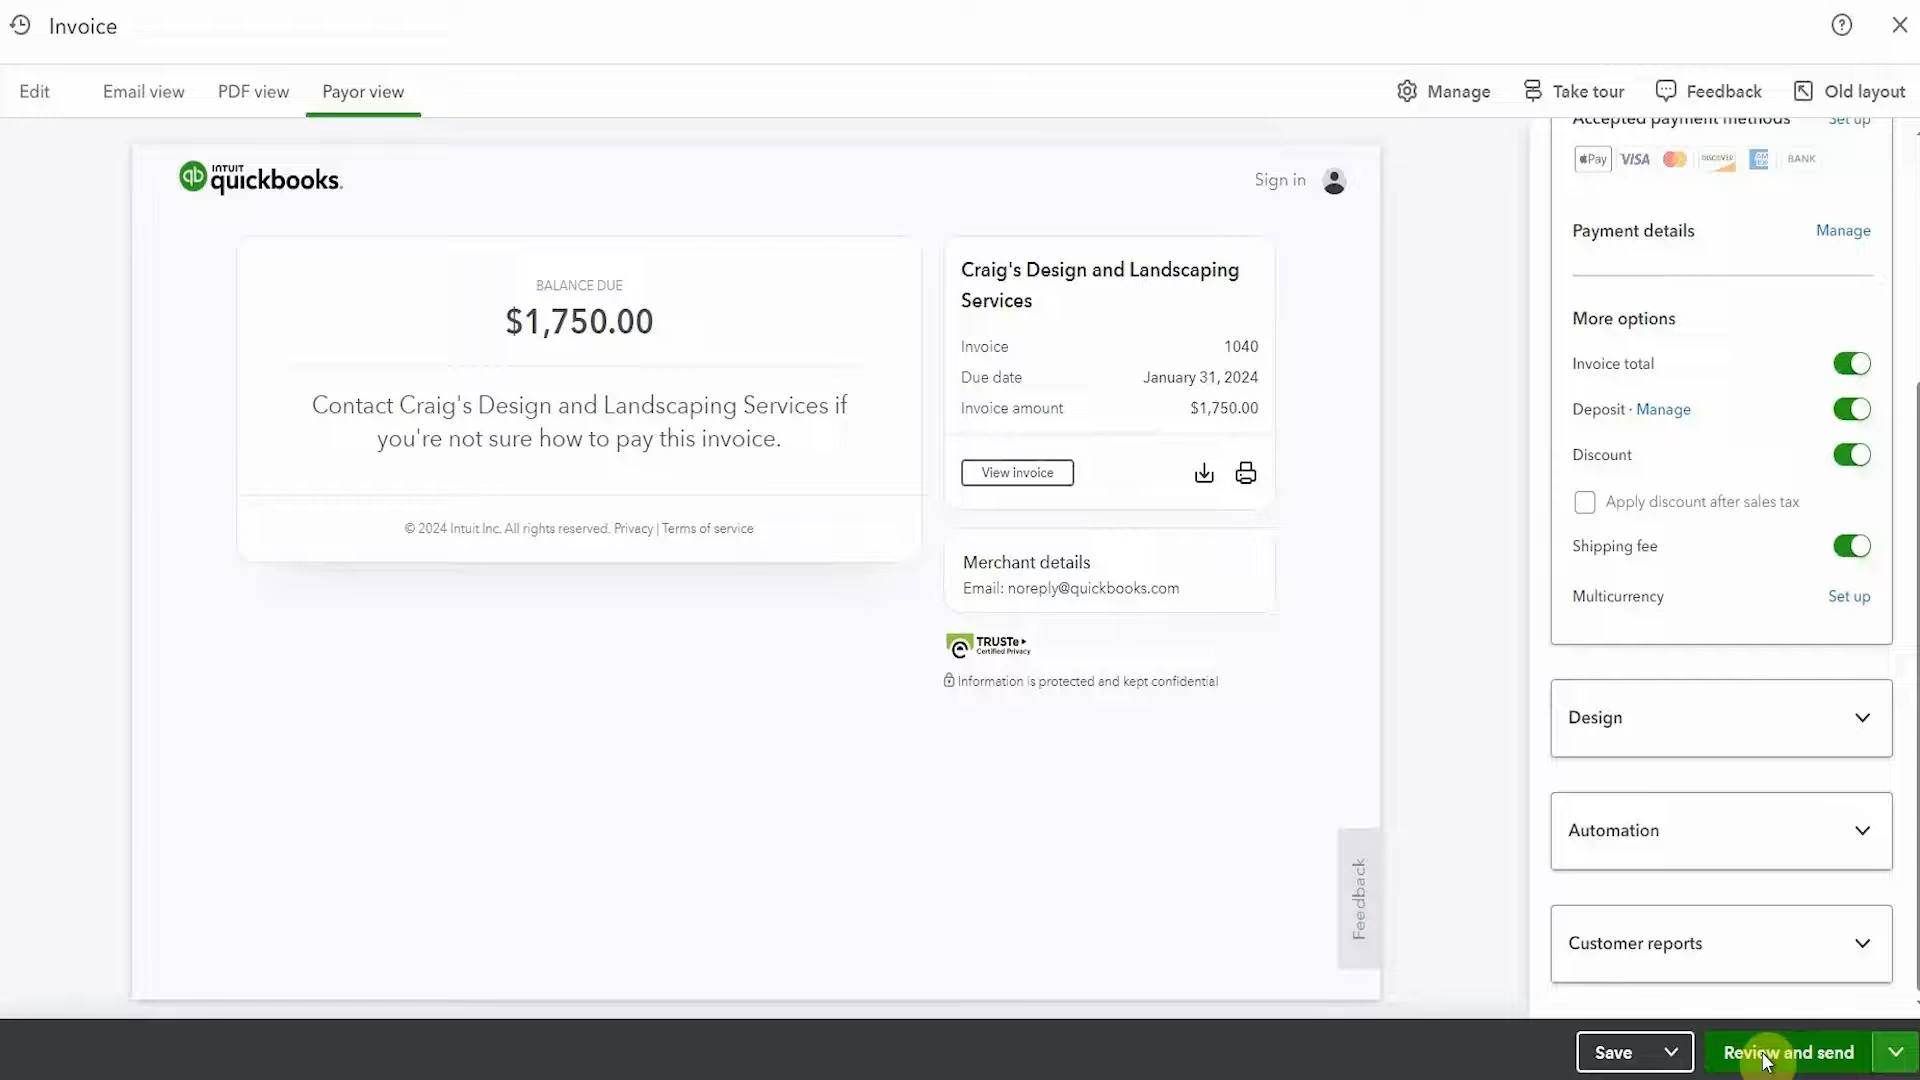 Invoice
Edit
Email view
PDF view
Payor view
Manage
Take tour
Feedback
Old layout
INTUIT
quickbooks.
Sign in
BALANCE DUE
$1,750.00
Contact Craig's Design and Landscaping Services if
you're not sure how to pay this invoice.
© 2024 Intuit Inc. All rights reserved. Privacy | Terms of service
Craig's Design and Landscaping
Services
Invoice 1040
Due date January 31, 2024
Invoice amount $1,750.00
View invoice
Merchant details
Email: noreply@quickbooks.com
TRUSTe
Certified Privacy
Information is protected and kept confidential
Feedback
Accepted payment methods Set up
Pay VISA DISCOVER AM EX BANK
Payment details Manage
More options
Invoice total
Deposit · Manage
Discount
Apply discount after sales tax
Shipping fee
Multicurrency Set up
Design
Automation
Customer reports
Save
Review and send